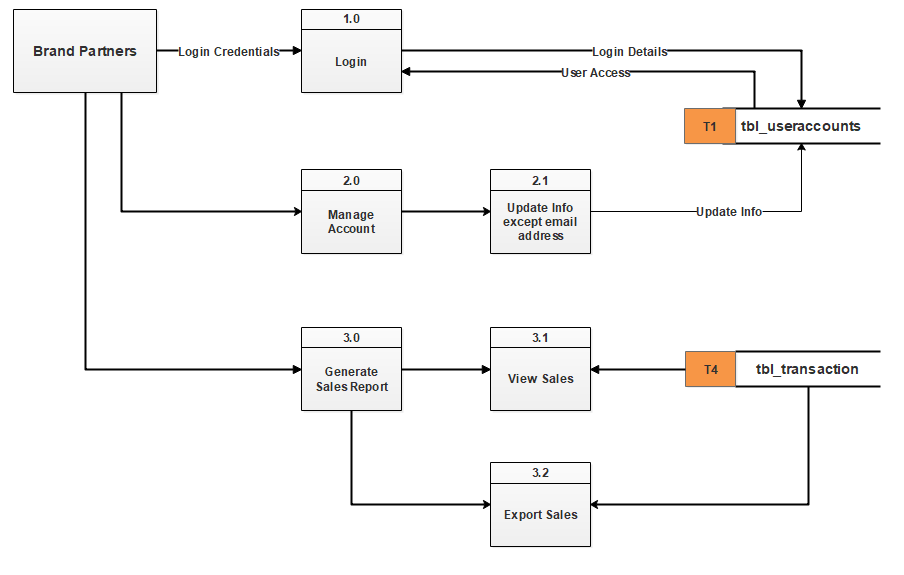 1.0
Brand Partners
Login Credentials
Login
Login Details
User Access
T1
tbl_useraccounts
2.0
2.1
Manage
Account
Update Info
except email
address
Update Info
3.0
3.1
Generate
Sales Report
View Sales
T4
tbl_transaction
3.2
Export Sales